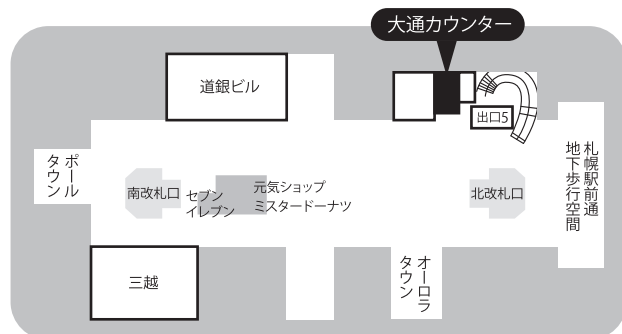 大通カウンター
道銀ビル
出口5
札幌駅前通
地下歩行空間
ポール
タウン
南改札口
セブン
イレブン
元気ショップ
ミスタードーナツ
北改札口
三越
オーロラ
タウン